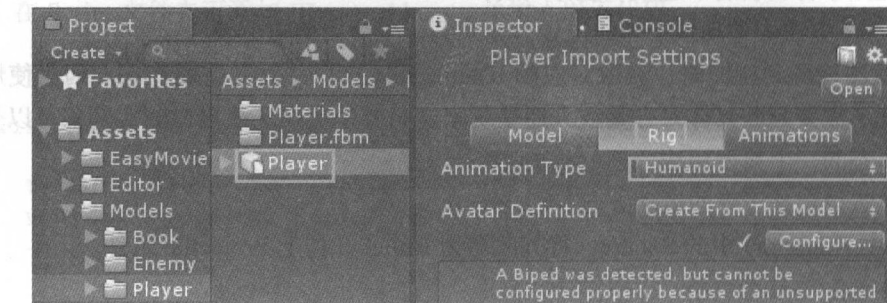 Project
Create
Favorites
Assets
EasyMovie
Editor
Models
Book
Enemy
Player
Assets ▸ Models ▸
Materials
Player.fbm
Player
Inspector
Console
Player Import Settings
Open
Model Rig Animations
Animation Type Humanoid
Avatar Definition Create From This Model
✓ Configure...
A Biped was detected, but cannot be
configured properly because of an unsupported